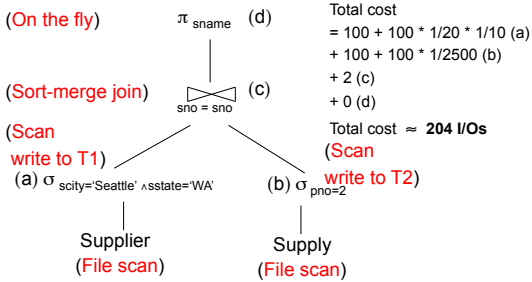 (On the fly) π sname (d)
(Sort-merge join) (c)
sno = sno
(Scan
write to T1)
(a) σ scity='Seattle' ∧sstate='WA'
Supplier
(File scan)
(Scan
write to T2)
(b) σ pno=2
Supply
(File scan)
Total cost
= 100 + 100 * 1/20 * 1/10 (a)
+ 100 + 100 * 1/2500 (b)
+ 2 (c)
+ 0 (d)
Total cost ≈ 204 I/Os